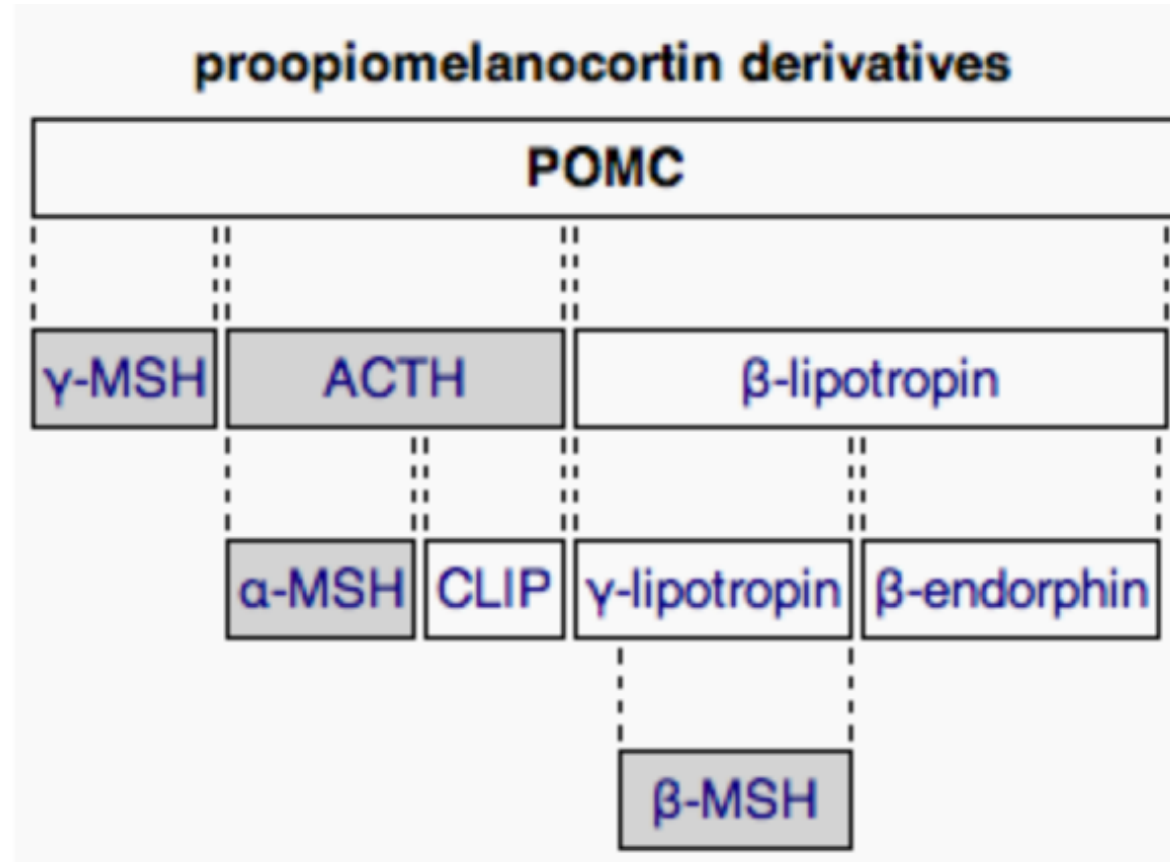 proopiomelanocortin derivatives
POMC
γ-MSH ACTH β-lipotropin
α-MSH CLIP γ-lipotropin β-endorphin
β-MSH